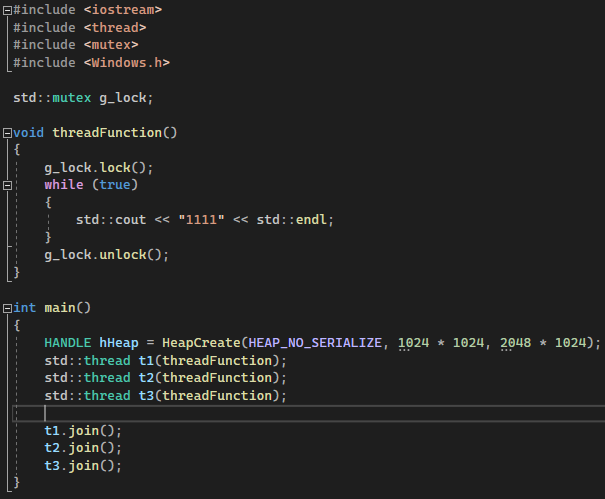 #include <iostream>
#include <thread>
#include <mutex>
#include <Windows.h>
std::mutex g_lock;
void threadFunction()
{
    g_lock.lock();
    while (true)
    {
        std::cout << "1111" << std::endl;
    }
    g_lock.unlock();
}
int main()
{
    HANDLE hHeap = HeapCreate(HEAP_NO_SERIALIZE, 1024 * 1024, 2048 * 1024);
    std::thread t1(threadFunction);
    std::thread t2(threadFunction);
    std::thread t3(threadFunction);
    t1.join();
    t2.join();
    t3.join();
}